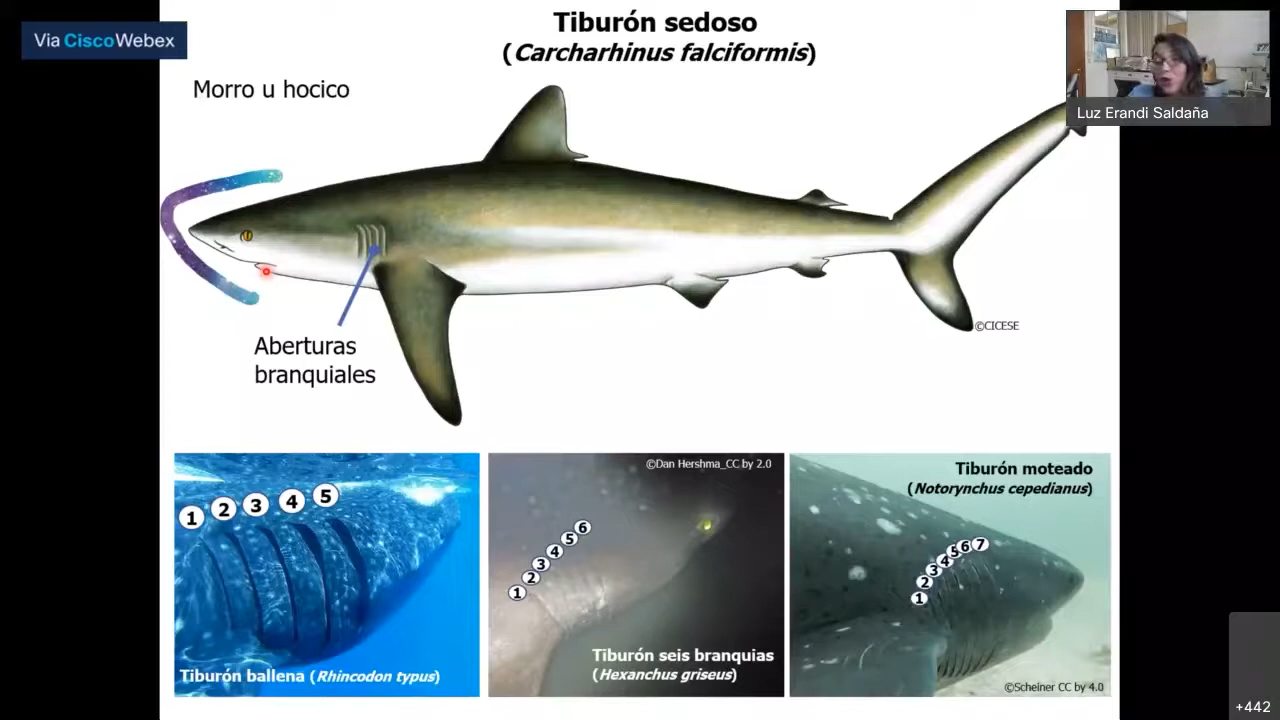 Via CiscoWebex
Tiburón sedoso
(Carcharhinus falciformis)
Morro u hocico
Luz Erandi Saldaña
©CICESE
Aberturas
branquiales
1 2 3 4 5
Tiburón ballena (Rhincodon typus)
©Dan Hershma_CC by 2.0
1 2 3 4 5 6
Tiburón seis branquias
(Hexanchus griseus)
Tiburón moteado
(Notorynchus cepedianus)
1 2 3 4 5 6 7
©Scheiner CC by 4.0
+442